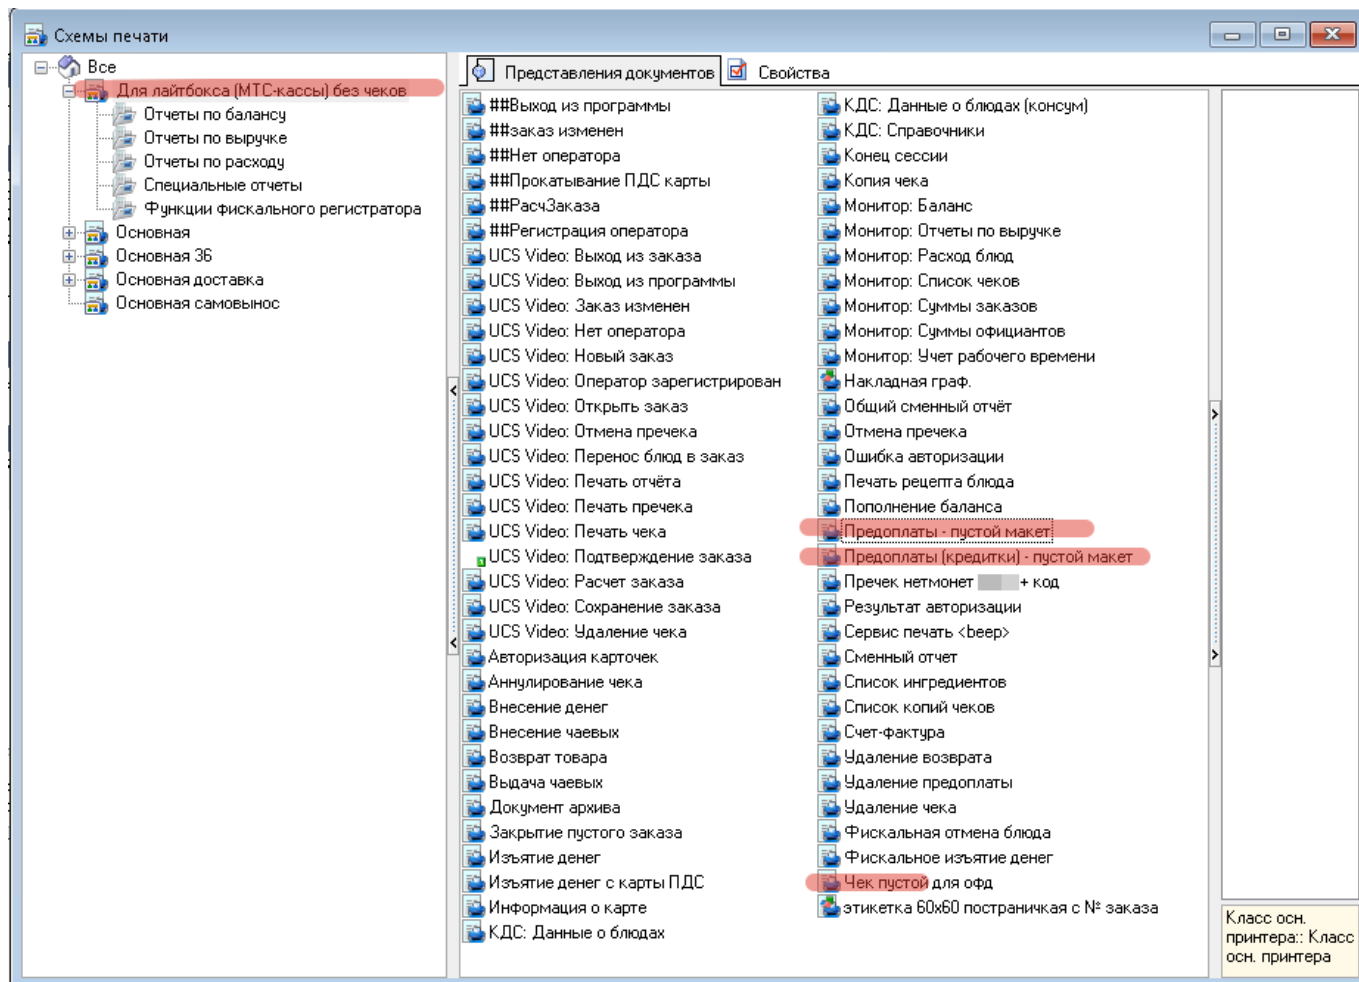 Схемы печати
Все
Для лайтбокса (МТС-кассы) без чеков
Отчеты по балансу
Отчеты по выручке
Отчеты по расходу
Специальные отчеты
Функции фискального регистратора
Основная
Основная 36
Основная доставка
Основная самовынос
Представления документов
Свойства
##Выход из программы
##заказ изменен
##Нет оператора
##Прокатывание ПДС карты
##РасчЗаказа
##Регистрация оператора
UCS Video: Выход из заказа
UCS Video: Выход из программы
UCS Video: Заказ изменен
UCS Video: Нет оператора
UCS Video: Новый заказ
UCS Video: Оператор зарегистрирован
UCS Video: Открыть заказ
UCS Video: Отмена пречека
UCS Video: Перенос блюд в заказ
UCS Video: Печать отчёта
UCS Video: Печать пречека
UCS Video: Печать чека
UCS Video: Подтверждение заказа
UCS Video: Расчет заказа
UCS Video: Сохранение заказа
UCS Video: Удаление чека
Авторизация карточек
Аннулирование чека
Внесение денег
Внесение чаевых
Возврат товара
Выдача чаевых
Документ архива
Закрытие пустого заказа
Изъятие денег
Изъятие денег с карты ПДС
Информация о карте
КДС: Данные о блюдах
КДС: Данные о блюдах (консум)
КДС: Справочники
Конец сессии
Копия чека
Монитор: Баланс
Монитор: Отчеты по выручке
Монитор: Расход блюд
Монитор: Список чеков
Монитор: Суммы заказов
Монитор: Суммы официантов
Монитор: Учет рабочего времени
Накладная граф.
Общий сменный отчёт
Отмена пречека
Ошибка авторизации
Печать рецепта блюда
Пополнение баланса
Предоплаты - пустой макет
Предоплаты (кредитки) - пустой макет
Пречек нетмонет + код
Результат авторизации
Сервис печать <beep>
Сменный отчет
Список ингредиентов
Список копий чеков
Счет-фактура
Удаление возврата
Удаление предоплаты
Удаление чека
Фискальная отмена блюда
Фискальное изъятие денег
Чек пустой для офд
этикетка 60х60 постраничкая с № заказа
Класс осн.
принтера:: Класс
осн. принтера